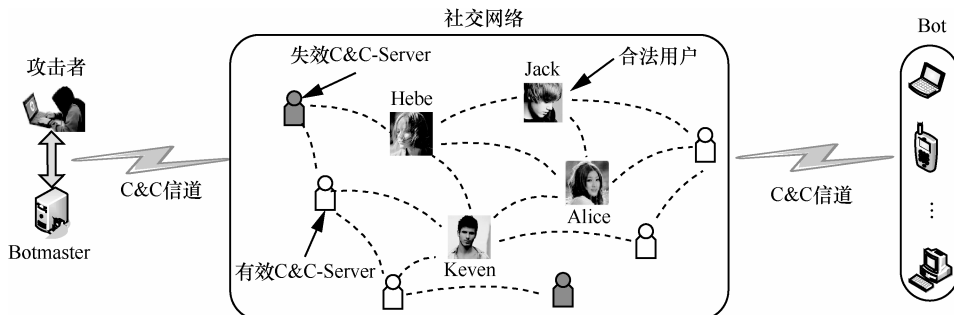 社交网络
Bot
失效C&C-Server
合法用户
攻击者
Jack
Hebe
C&C信道
C&C信道
Alice
Botmaster
有效C&C-Server
Keven
⋮